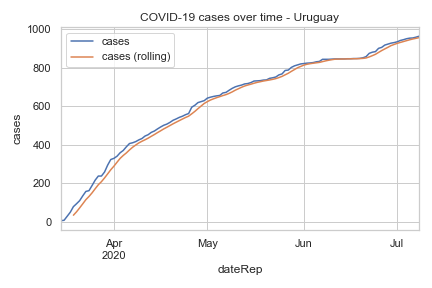 COVID-19 cases over time - Uruguay
cases
cases (rolling)
1000
800
600
400
200
0
cases
Apr
2020
May
Jun
Jul
dateRep